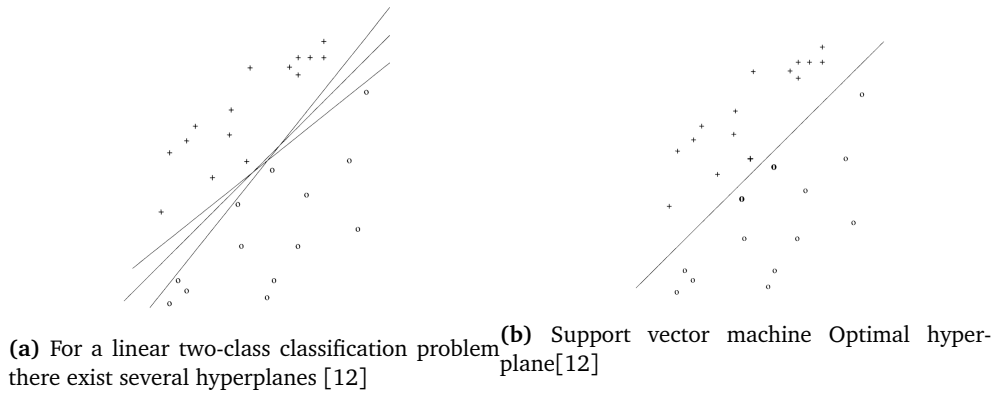 (a) For a linear two-class classification problem
there exist several hyperplanes [12]
(b) Support vector machine Optimal hyper-
plane[12]